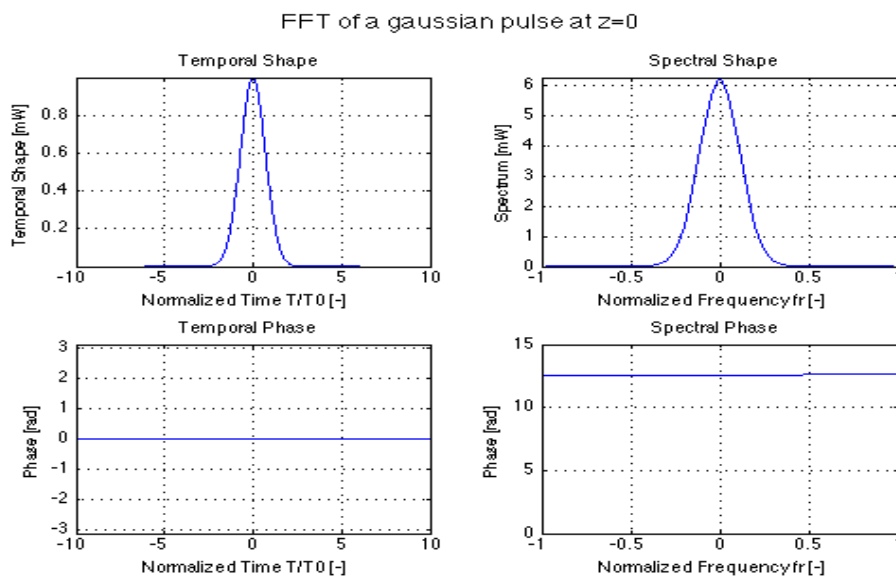 FFT of a gaussian pulse at z=0
Temporal Shape
Temporal Shape [mW]
0.8
0.6
0.4
0.2
-10 -5 0 5 10
Normalized Time T/T0 [-]
Spectral Shape
Spectrum [mW]
6
5
4
3
2
1
0
-1 -0.5 0 0.5
Normalized Frequency fr [-]
Temporal Phase
Phase [rad]
3
2
1
0
-1
-2
-3
-10 -5 0 5 10
Normalized Time T/T0 [-]
Spectral Phase
Phase [rad]
15
10
5
0
-1 -0.5 0 0.5
Normalized Frequency fr [-]